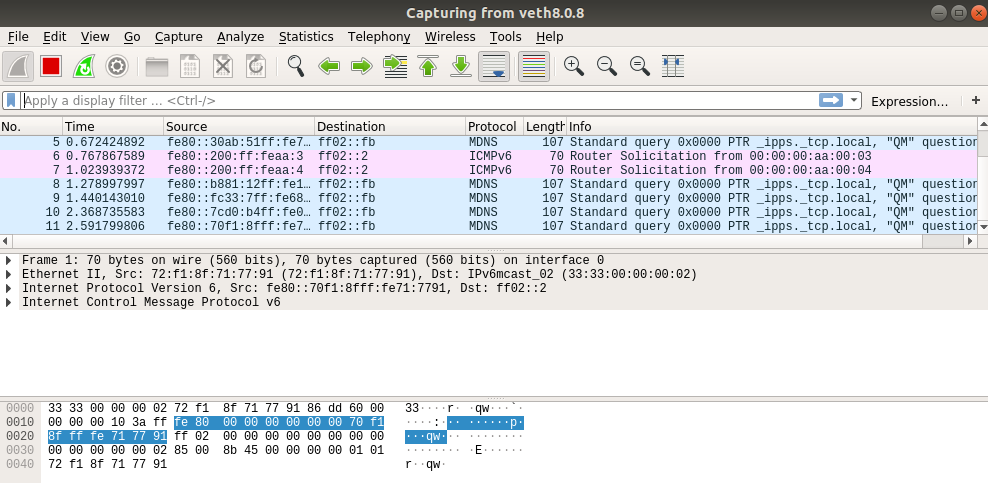 Capturing from veth8.0.8
File Edit View Go Capture Analyze Statistics Telephony Wireless Tools Help
Apply a display filter … <Ctrl-/> Expression… +
No. Time Source Destination Protocol Length Info
5 0.672424892 fe80::30ab:51ff:fe7… ff02::fb MDNS 107 Standard query 0x0000 PTR _ipps._tcp.local, "QM" question
6 0.767867589 fe80::200:ff:feaa:3 ff02::2 ICMPv6 70 Router Solicitation from 00:00:00:aa:00:03
7 1.023939372 fe80::200:ff:feaa:4 ff02::2 ICMPv6 70 Router Solicitation from 00:00:00:aa:00:04
8 1.278997997 fe80::b881:12ff:fe1… ff02::fb MDNS 107 Standard query 0x0000 PTR _ipps._tcp.local, "QM" question
9 1.440143010 fe80::fc33:7ff:fe68… ff02::fb MDNS 107 Standard query 0x0000 PTR _ipps._tcp.local, "QM" question
10 2.368735583 fe80::7cd0:b4ff:fe0… ff02::fb MDNS 107 Standard query 0x0000 PTR _ipps._tcp.local, "QM" question
11 2.591799806 fe80::70f1:8fff:fe7… ff02::fb MDNS 107 Standard query 0x0000 PTR _ipps._tcp.local, "QM" question
Frame 1: 70 bytes on wire (560 bits), 70 bytes captured (560 bits) on interface 0
Ethernet II, Src: 72:f1:8f:71:77:91 (72:f1:8f:71:77:91), Dst: IPv6mcast_02 (33:33:00:00:00:02)
Internet Protocol Version 6, Src: fe80::70f1:8fff:fe71:7791, Dst: ff02::2
Internet Control Message Protocol v6
0000 33 33 00 00 00 02 72 f1 8f 71 77 91 86 dd 60 00 33····r· ·qw···`·
0010 00 00 00 10 3a ff fe 80 00 00 00 00 00 00 70 f1 ····:··· ······p·
0020 8f ff fe 71 77 91 ff 02 00 00 00 00 00 00 00 00 ···qw··· ········
0030 00 00 00 00 00 02 85 00 8b 45 00 00 00 00 01 01 ········ ·E······
0040 72 f1 8f 71 77 91 r··qw·